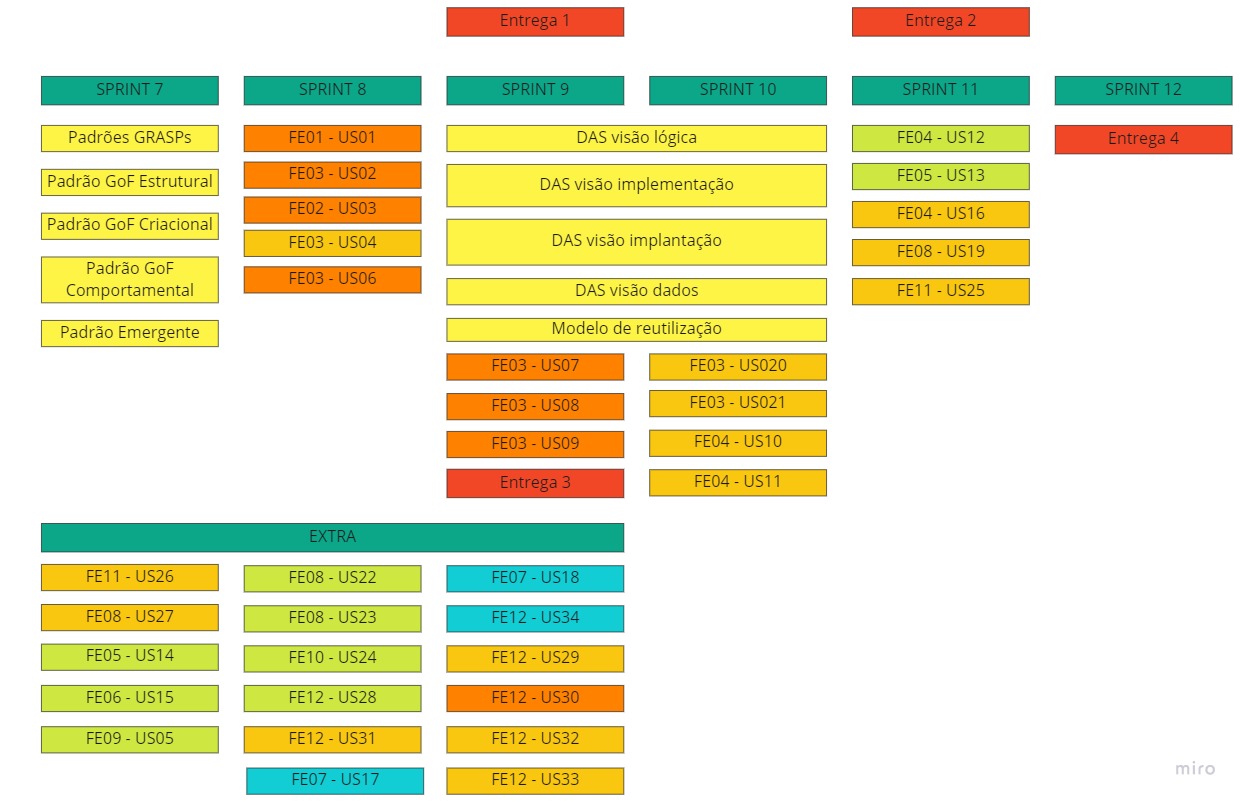 Entrega 1
Entrega 2
SPRINT 7
SPRINT 8
SPRINT 9
SPRINT 10
SPRINT 11
SPRINT 12
Padrões GRASPs
Padrão GoF Estrutural
Padrão GoF Criacional
Padrão GoF
Comportamental
Padrão Emergente
FE01 - US01
FE03 - US02
FE02 - US03
FE03 - US04
FE03 - US06
DAS visão lógica
DAS visão implementação
DAS visão implantação
DAS visão dados
Modelo de reutilização
FE03 - US07
FE03 - US08
FE03 - US09
Entrega 3
FE03 - US020
FE03 - US021
FE04 - US10
FE04 - US11
FE04 - US12
FE05 - US13
FE04 - US16
FE08 - US19
FE11 - US25
Entrega 4
EXTRA
FE11 - US26
FE08 - US27
FE05 - US14
FE06 - US15
FE09 - US05
FE08 - US22
FE08 - US23
FE10 - US24
FE12 - US28
FE12 - US31
FE07 - US17
FE07 - US18
FE12 - US34
FE12 - US29
FE12 - US30
FE12 - US32
FE12 - US33
miro